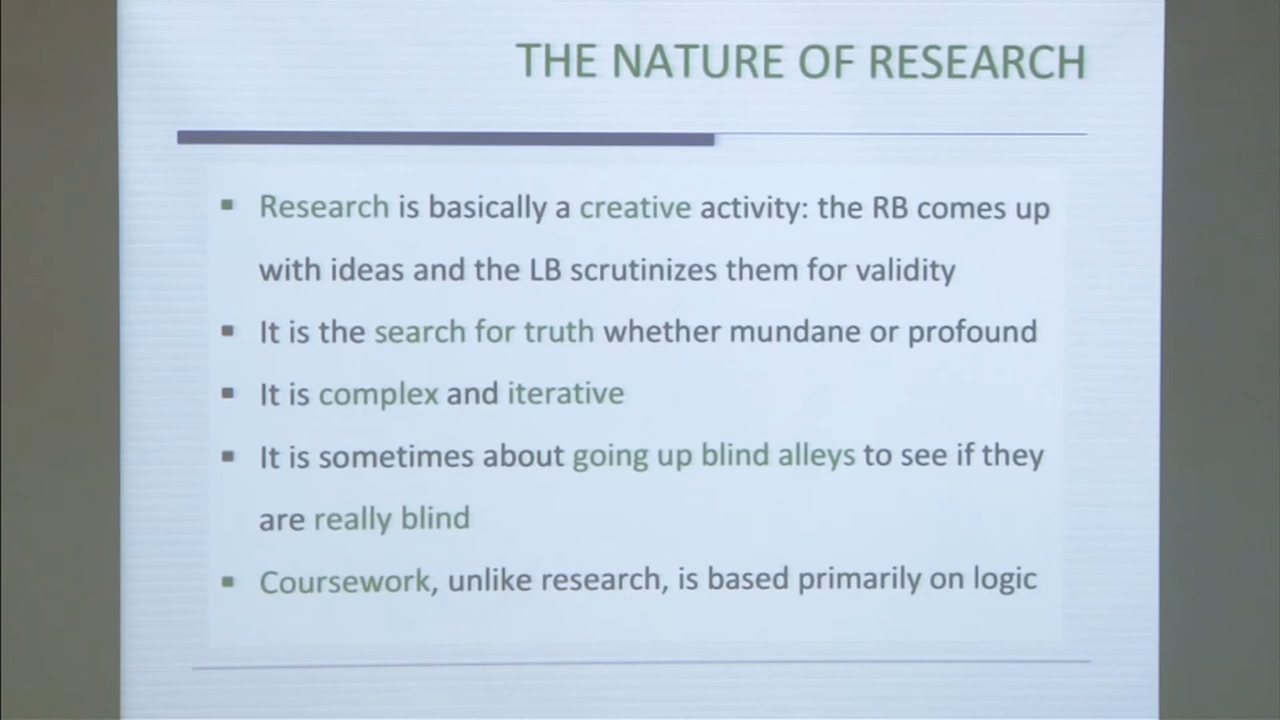 THE NATURE OF RESEARCH
Research is basically a creative activity: the RB comes up
with ideas and the LB scrutinizes them for validity
It is the search for truth whether mundane or profound
It is complex and iterative
It is sometimes about going up blind alleys to see if they
are really blind
Coursework, unlike research, is based primarily on logic